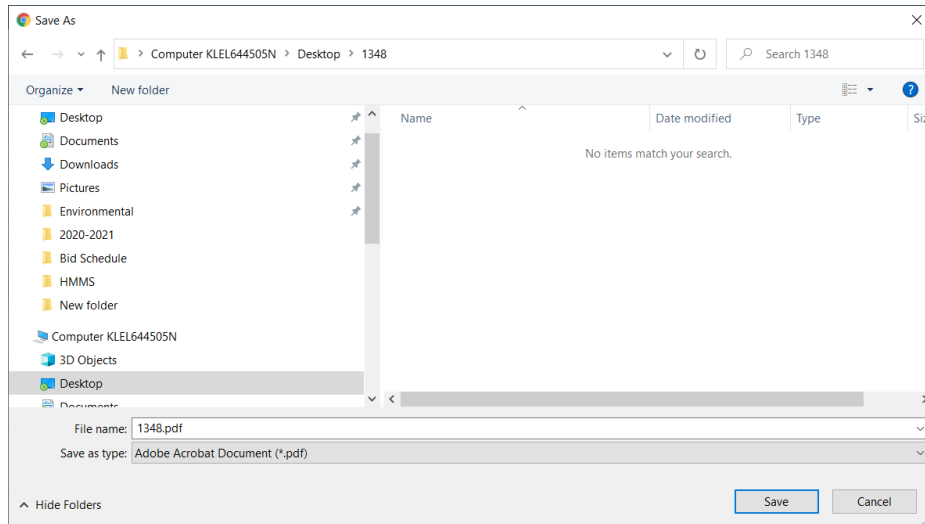 Save As
Computer KLEL644505N > Desktop > 1348
Search 1348
Organize
New folder
?
Name
Date modified
Type
Siz
No items match your search.
Desktop
Documents
Downloads
Pictures
Environmental
2020-2021
Bid Schedule
HMMS
New folder
Computer KLEL644505N
3D Objects
Desktop
Documents
File name: 1348.pdf
Save as type: Adobe Acrobat Document (*.pdf)
Hide Folders
Save
Cancel